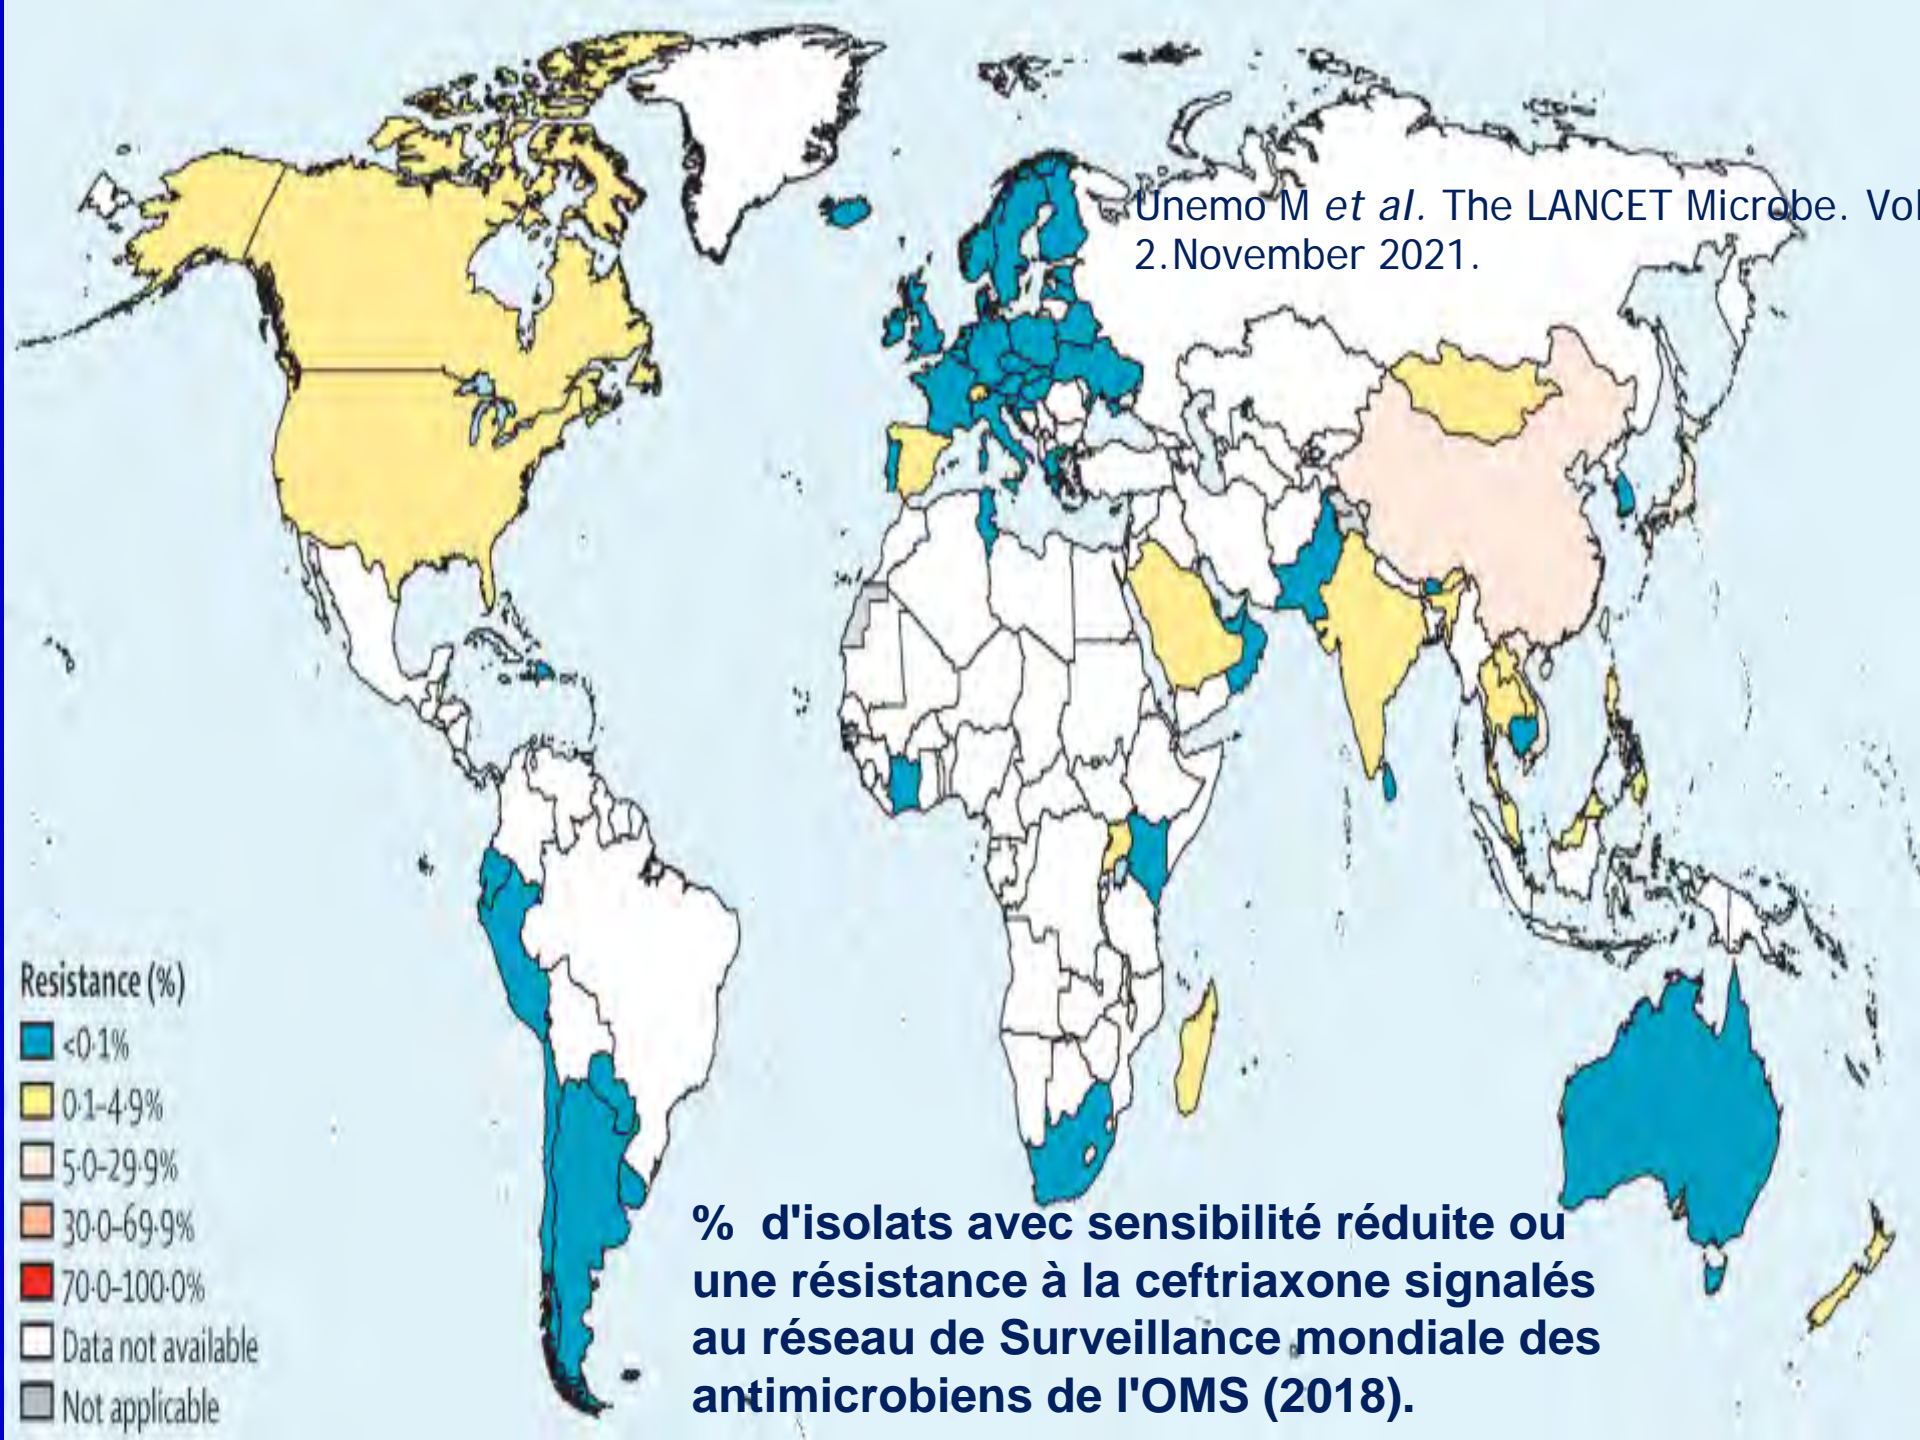 Unemo M et al. The LANCET Microbe. Vol
2.November 2021.
Resistance (%)
<0·1%
0·1–4·9%
5·0–29·9%
30·0–69·9%
70·0–100·0%
Data not available
Not applicable
% d'isolats avec sensibilité réduite ou
une résistance à la ceftriaxone signalés
au réseau de Surveillance mondiale des
antimicrobiens de l'OMS (2018).